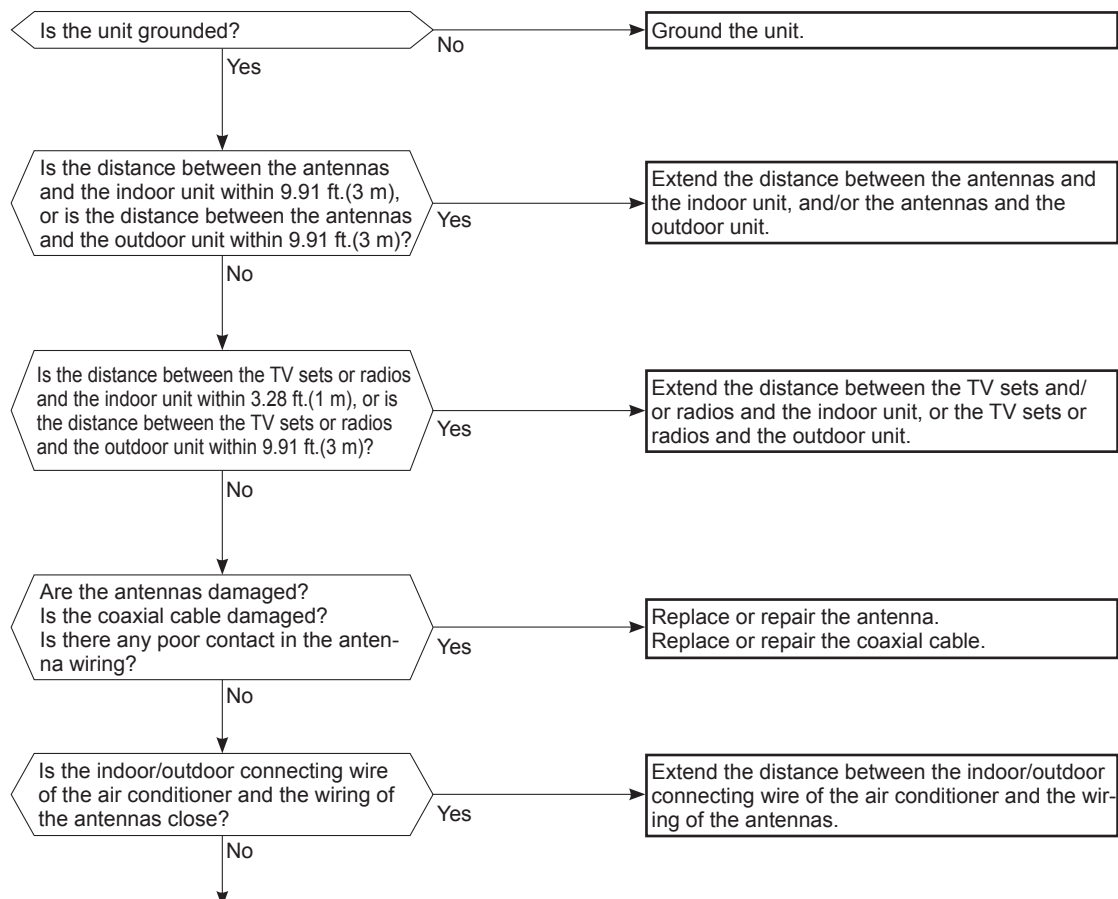 Is the unit grounded?
No
Ground the unit.
Yes
Is the distance between the antennas
and the indoor unit within 9.91 ft.(3 m),
or is the distance between the antennas
and the outdoor unit within 9.91 ft.(3 m)?
Yes
Extend the distance between the antennas and
the indoor unit, and/or the antennas and the
outdoor unit.
No
Is the distance between the TV sets or radios
and the indoor unit within 3.28 ft.(1 m), or is
the distance between the TV sets or radios
and the outdoor unit within 9.91 ft.(3 m)?
Yes
Extend the distance between the TV sets and/
or radios and the indoor unit, or the TV sets or
radios and the outdoor unit.
No
Are the antennas damaged?
Is the coaxial cable damaged?
Is there any poor contact in the anten-
na wiring?
Yes
Replace or repair the antenna.
Replace or repair the coaxial cable.
No
Is the indoor/outdoor connecting wire
of the air conditioner and the wiring of
the antennas close?
Yes
Extend the distance between the indoor/outdoor
connecting wire of the air conditioner and the wir-
ing of the antennas.
No